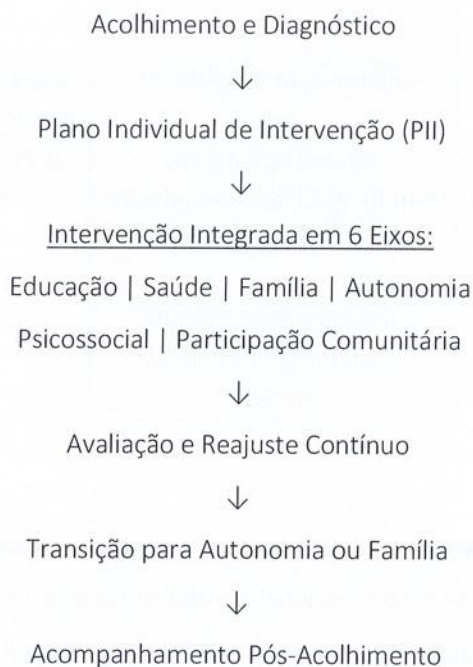 Acolhimento e Diagnóstico
↓
Plano Individual de Intervenção (PII)
↓
Intervenção Integrada em 6 Eixos:
Educação | Saúde | Família | Autonomia
Psicossocial | Participação Comunitária
↓
Avaliação e Reajuste Contínuo
↓
Transição para Autonomia ou Família
↓
Acompanhamento Pós-Acolhimento